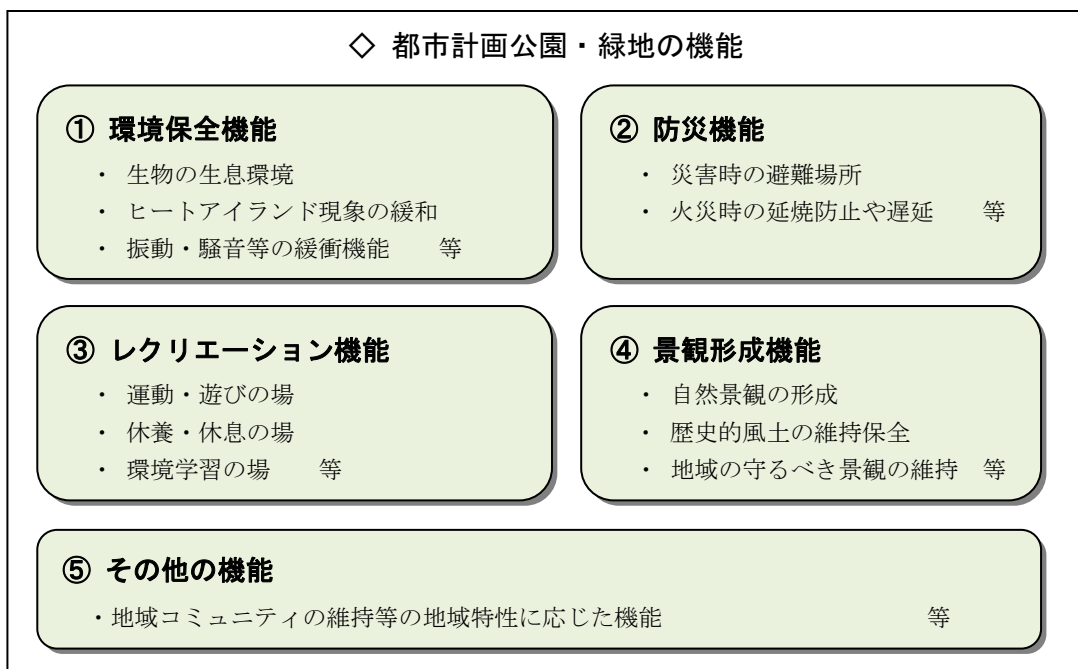 ◇ 都市計画公園・緑地の機能
① 環境保全機能
・ 生物の生息環境
・ ヒートアイランド現象の緩和
・ 振動・騒音等の緩衝機能　　等
② 防災機能
・ 災害時の避難場所
・ 火災時の延焼防止や遅延　　等
③ レクリエーション機能
・ 運動・遊びの場
・ 休養・休息の場
・ 環境学習の場　　等
④ 景観形成機能
・ 自然景観の形成
・ 歴史的風土の維持保全
・ 地域の守るべき景観の維持　等
⑤ その他の機能
・地域コミュニティの維持等の地域特性に応じた機能　　等